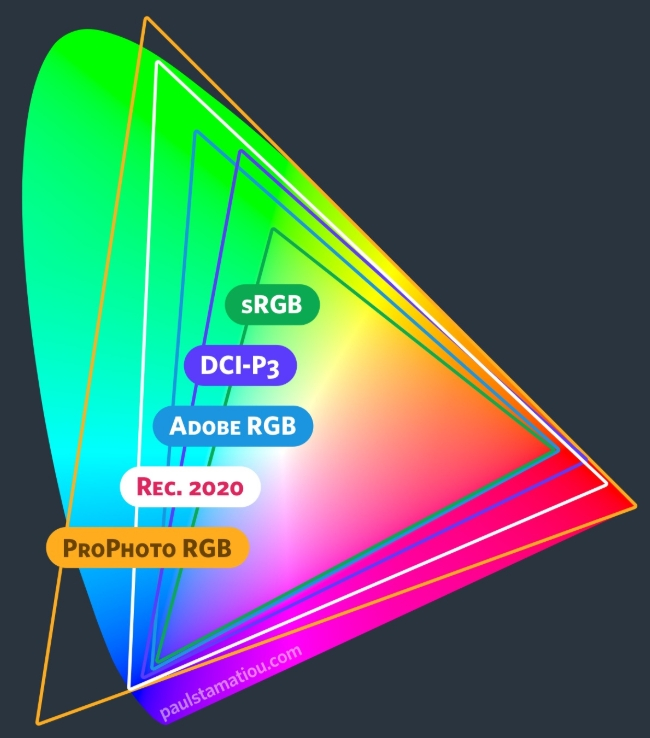 sRGB
DCI-P3
Adobe RGB
Rec. 2020
ProPhoto RGB
paulstamatiou.com